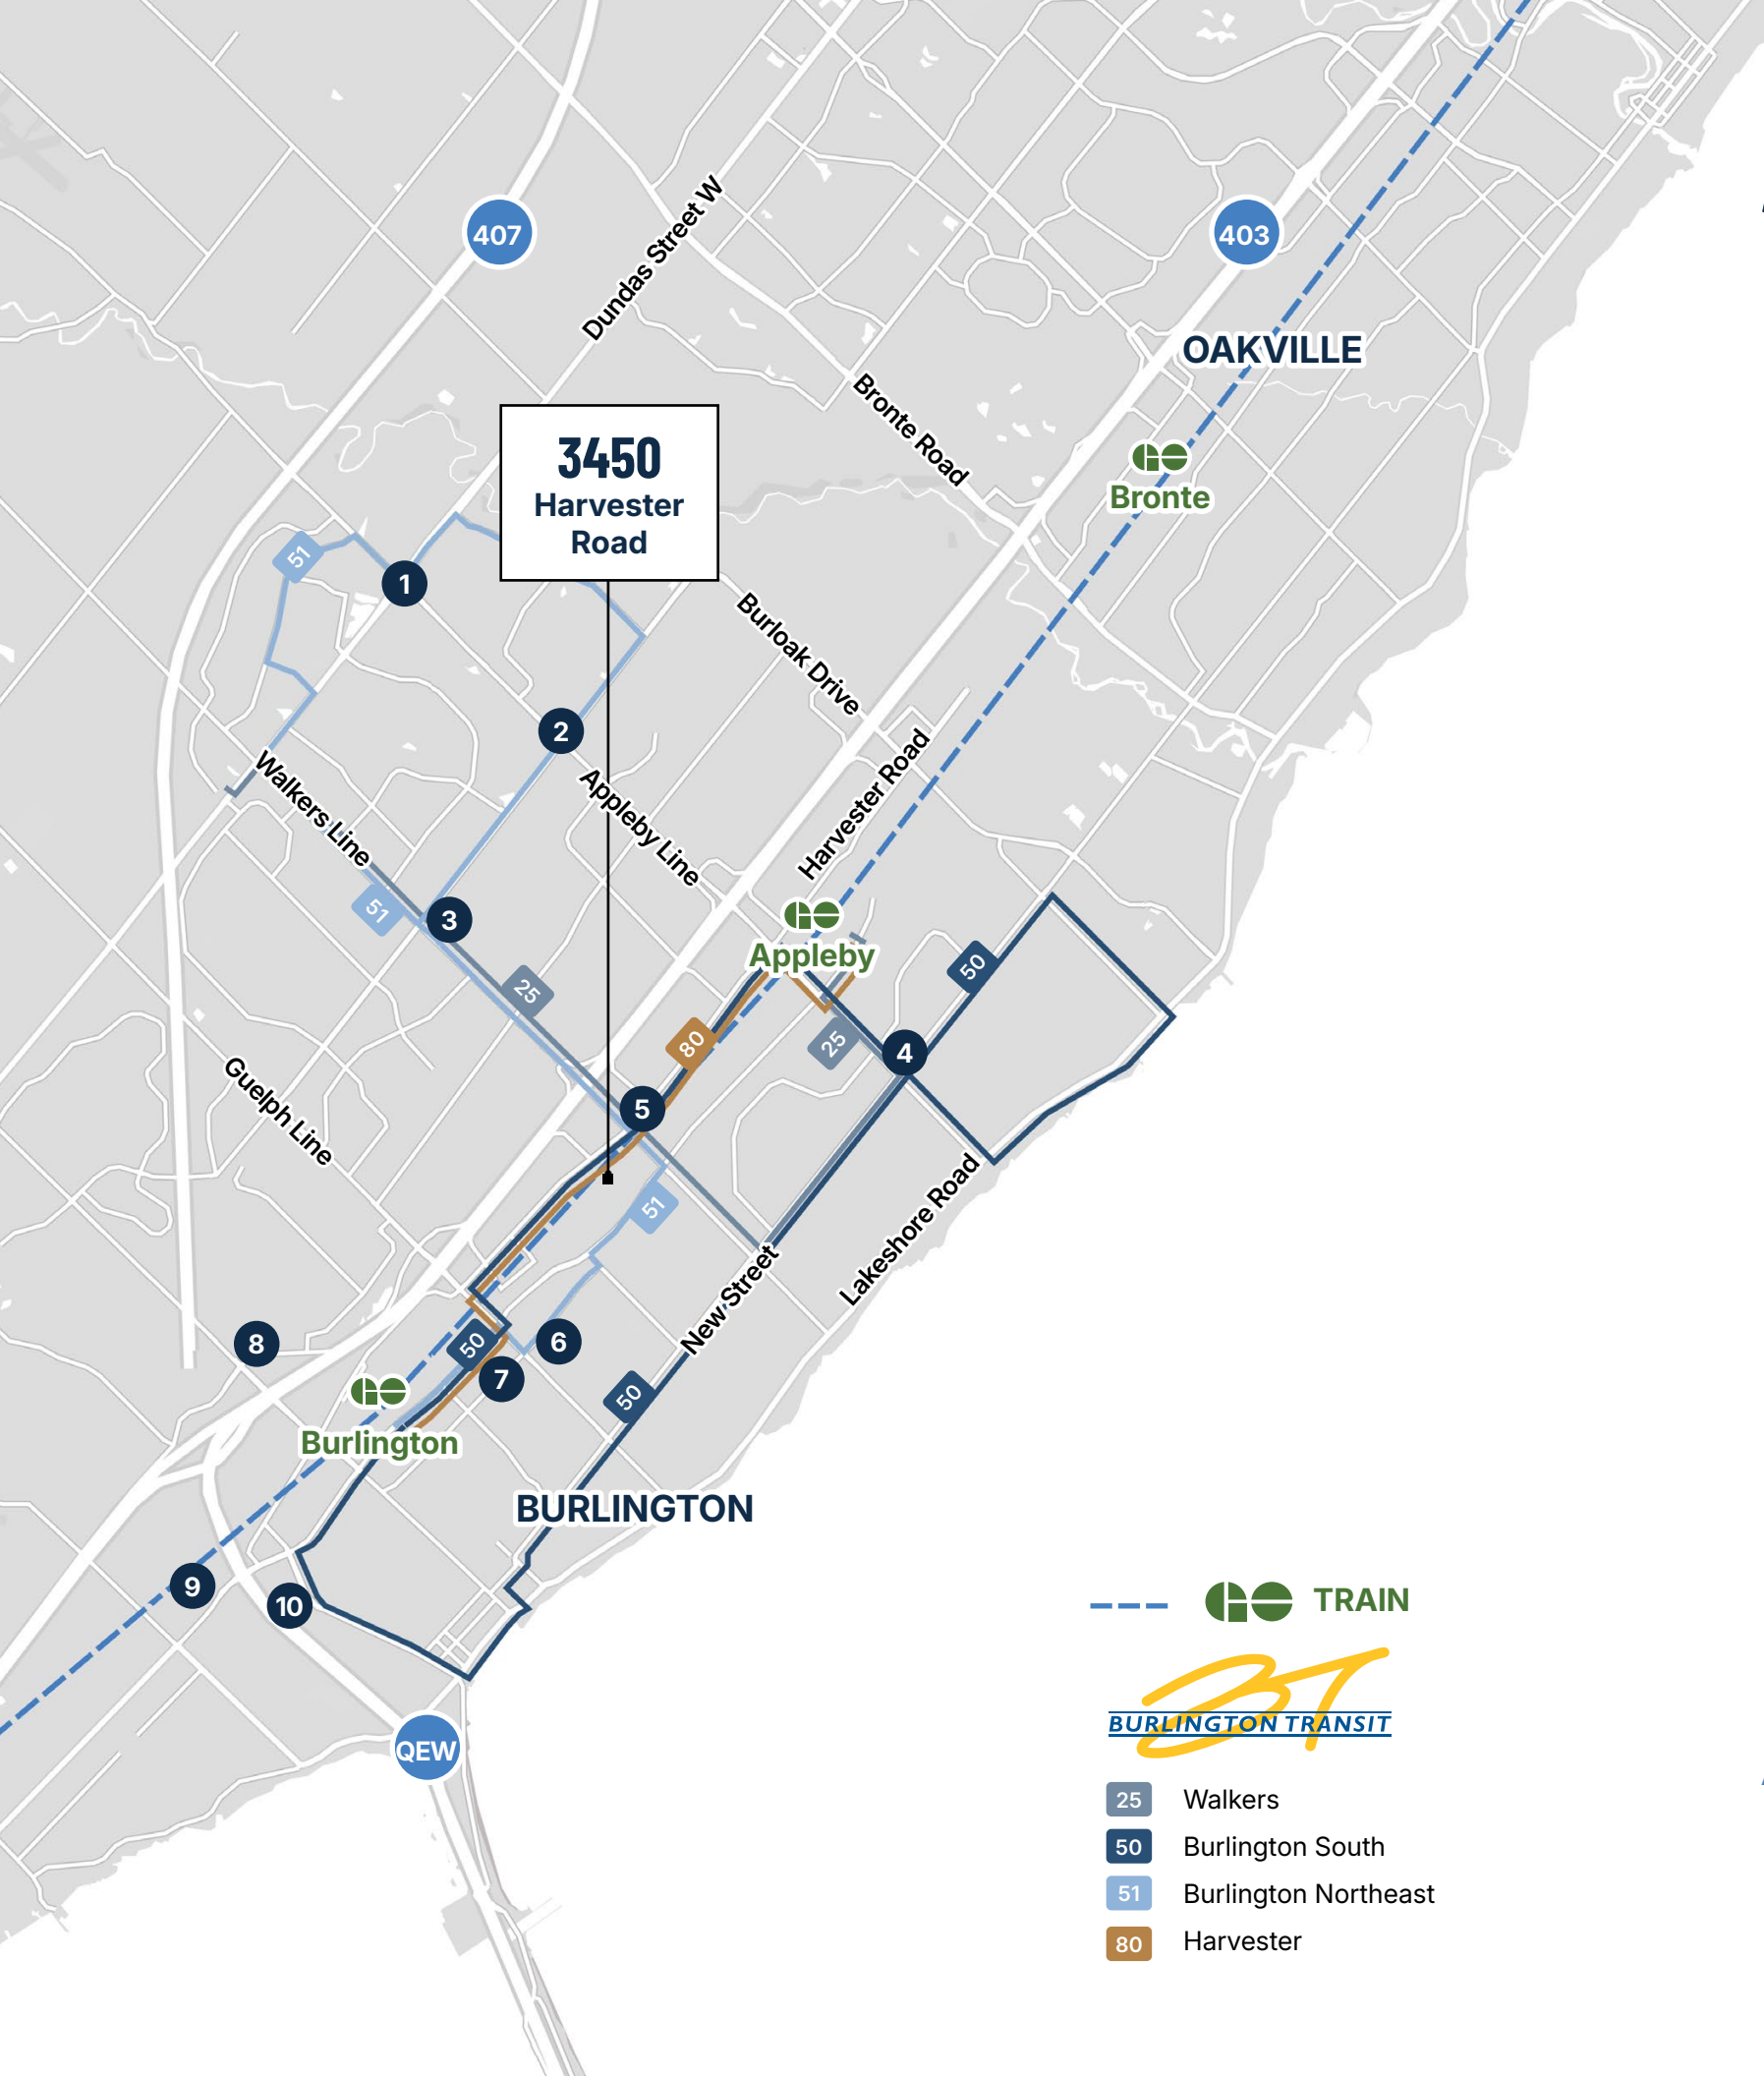 407
403
Dundas Street W
OAKVILLE
Bronte Road
3450
Harvester
Road
Bronte
51
1
Burloak Drive
2
Walkers Line
Appleby Line
Harvester Road
51
3
Appleby
50
25
80
25
4
Guelph Line
5
51
Lakeshore Road
New Street
8
50
6
7
50
Burlington
BURLINGTON
9
10
QEW
GO TRAIN
BT
BURLINGTON TRANSIT
25 Walkers
50 Burlington South
51 Burlington Northeast
80 Harvester